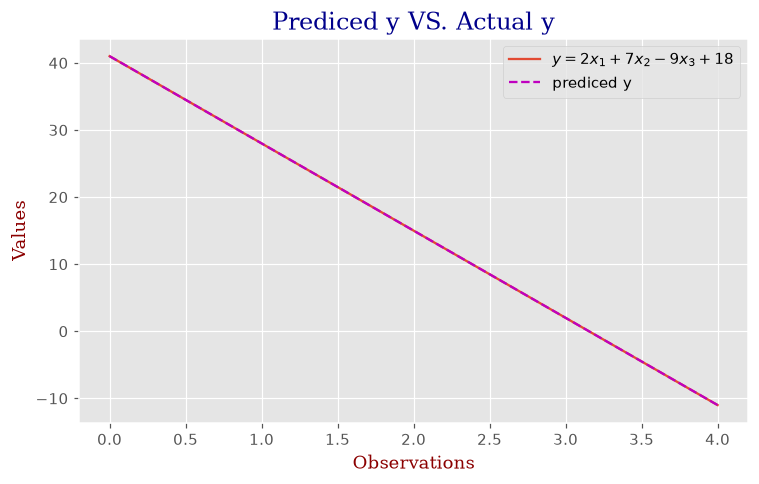 Prediced y VS. Actual y
y = 2x₁ + 7x₂ − 9x₃ + 18
prediced y
Values
40
30
20
10
0
−10
0.0 0.5 1.0 1.5 2.0 2.5 3.0 3.5 4.0
Observations